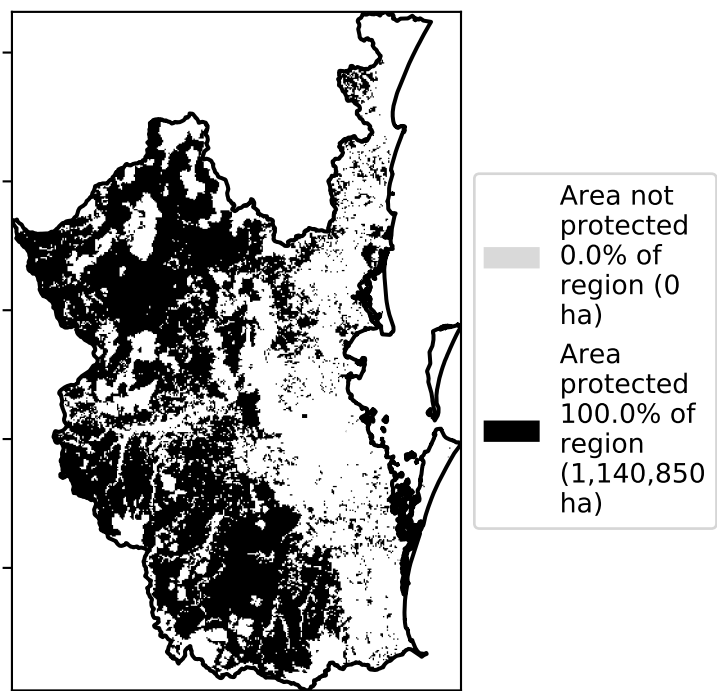 Area not
protected
0.0% of
region (0
ha)
Area
protected
100.0% of
region
(1,140,850
ha)